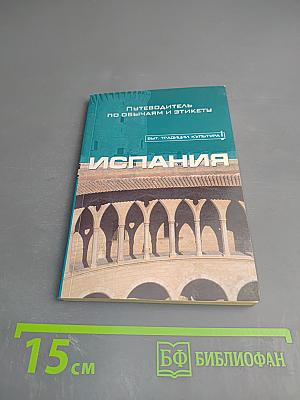 Путеводитель
по обычаям и этикету
быт, традиции, культура
ИСПАНИЯ
15 см
БФ БИБЛИОФАН